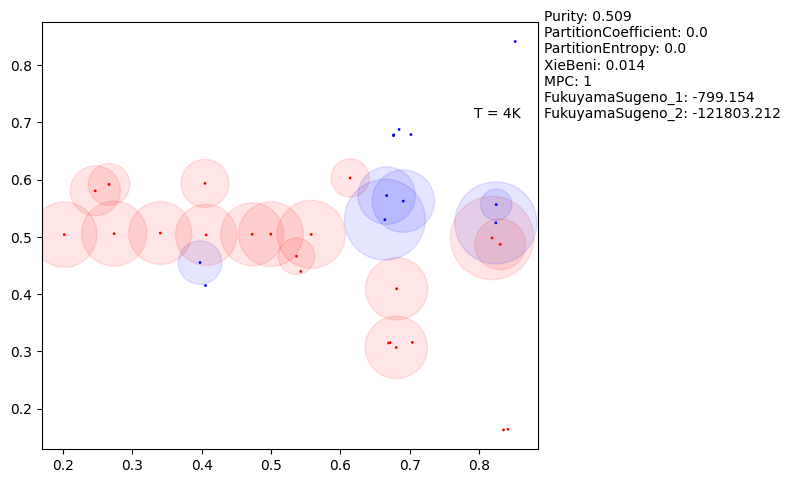 Purity: 0.509
PartitionCoefficient: 0.0
PartitionEntropy: 0.0
XieBeni: 0.014
MPC: 1
FukuyamaSugeno_1: -799.154
FukuyamaSugeno_2: -121803.212
T = 4K
0.8
0.7
0.6
0.5
0.4
0.3
0.2
0.2 0.3 0.4 0.5 0.6 0.7 0.8